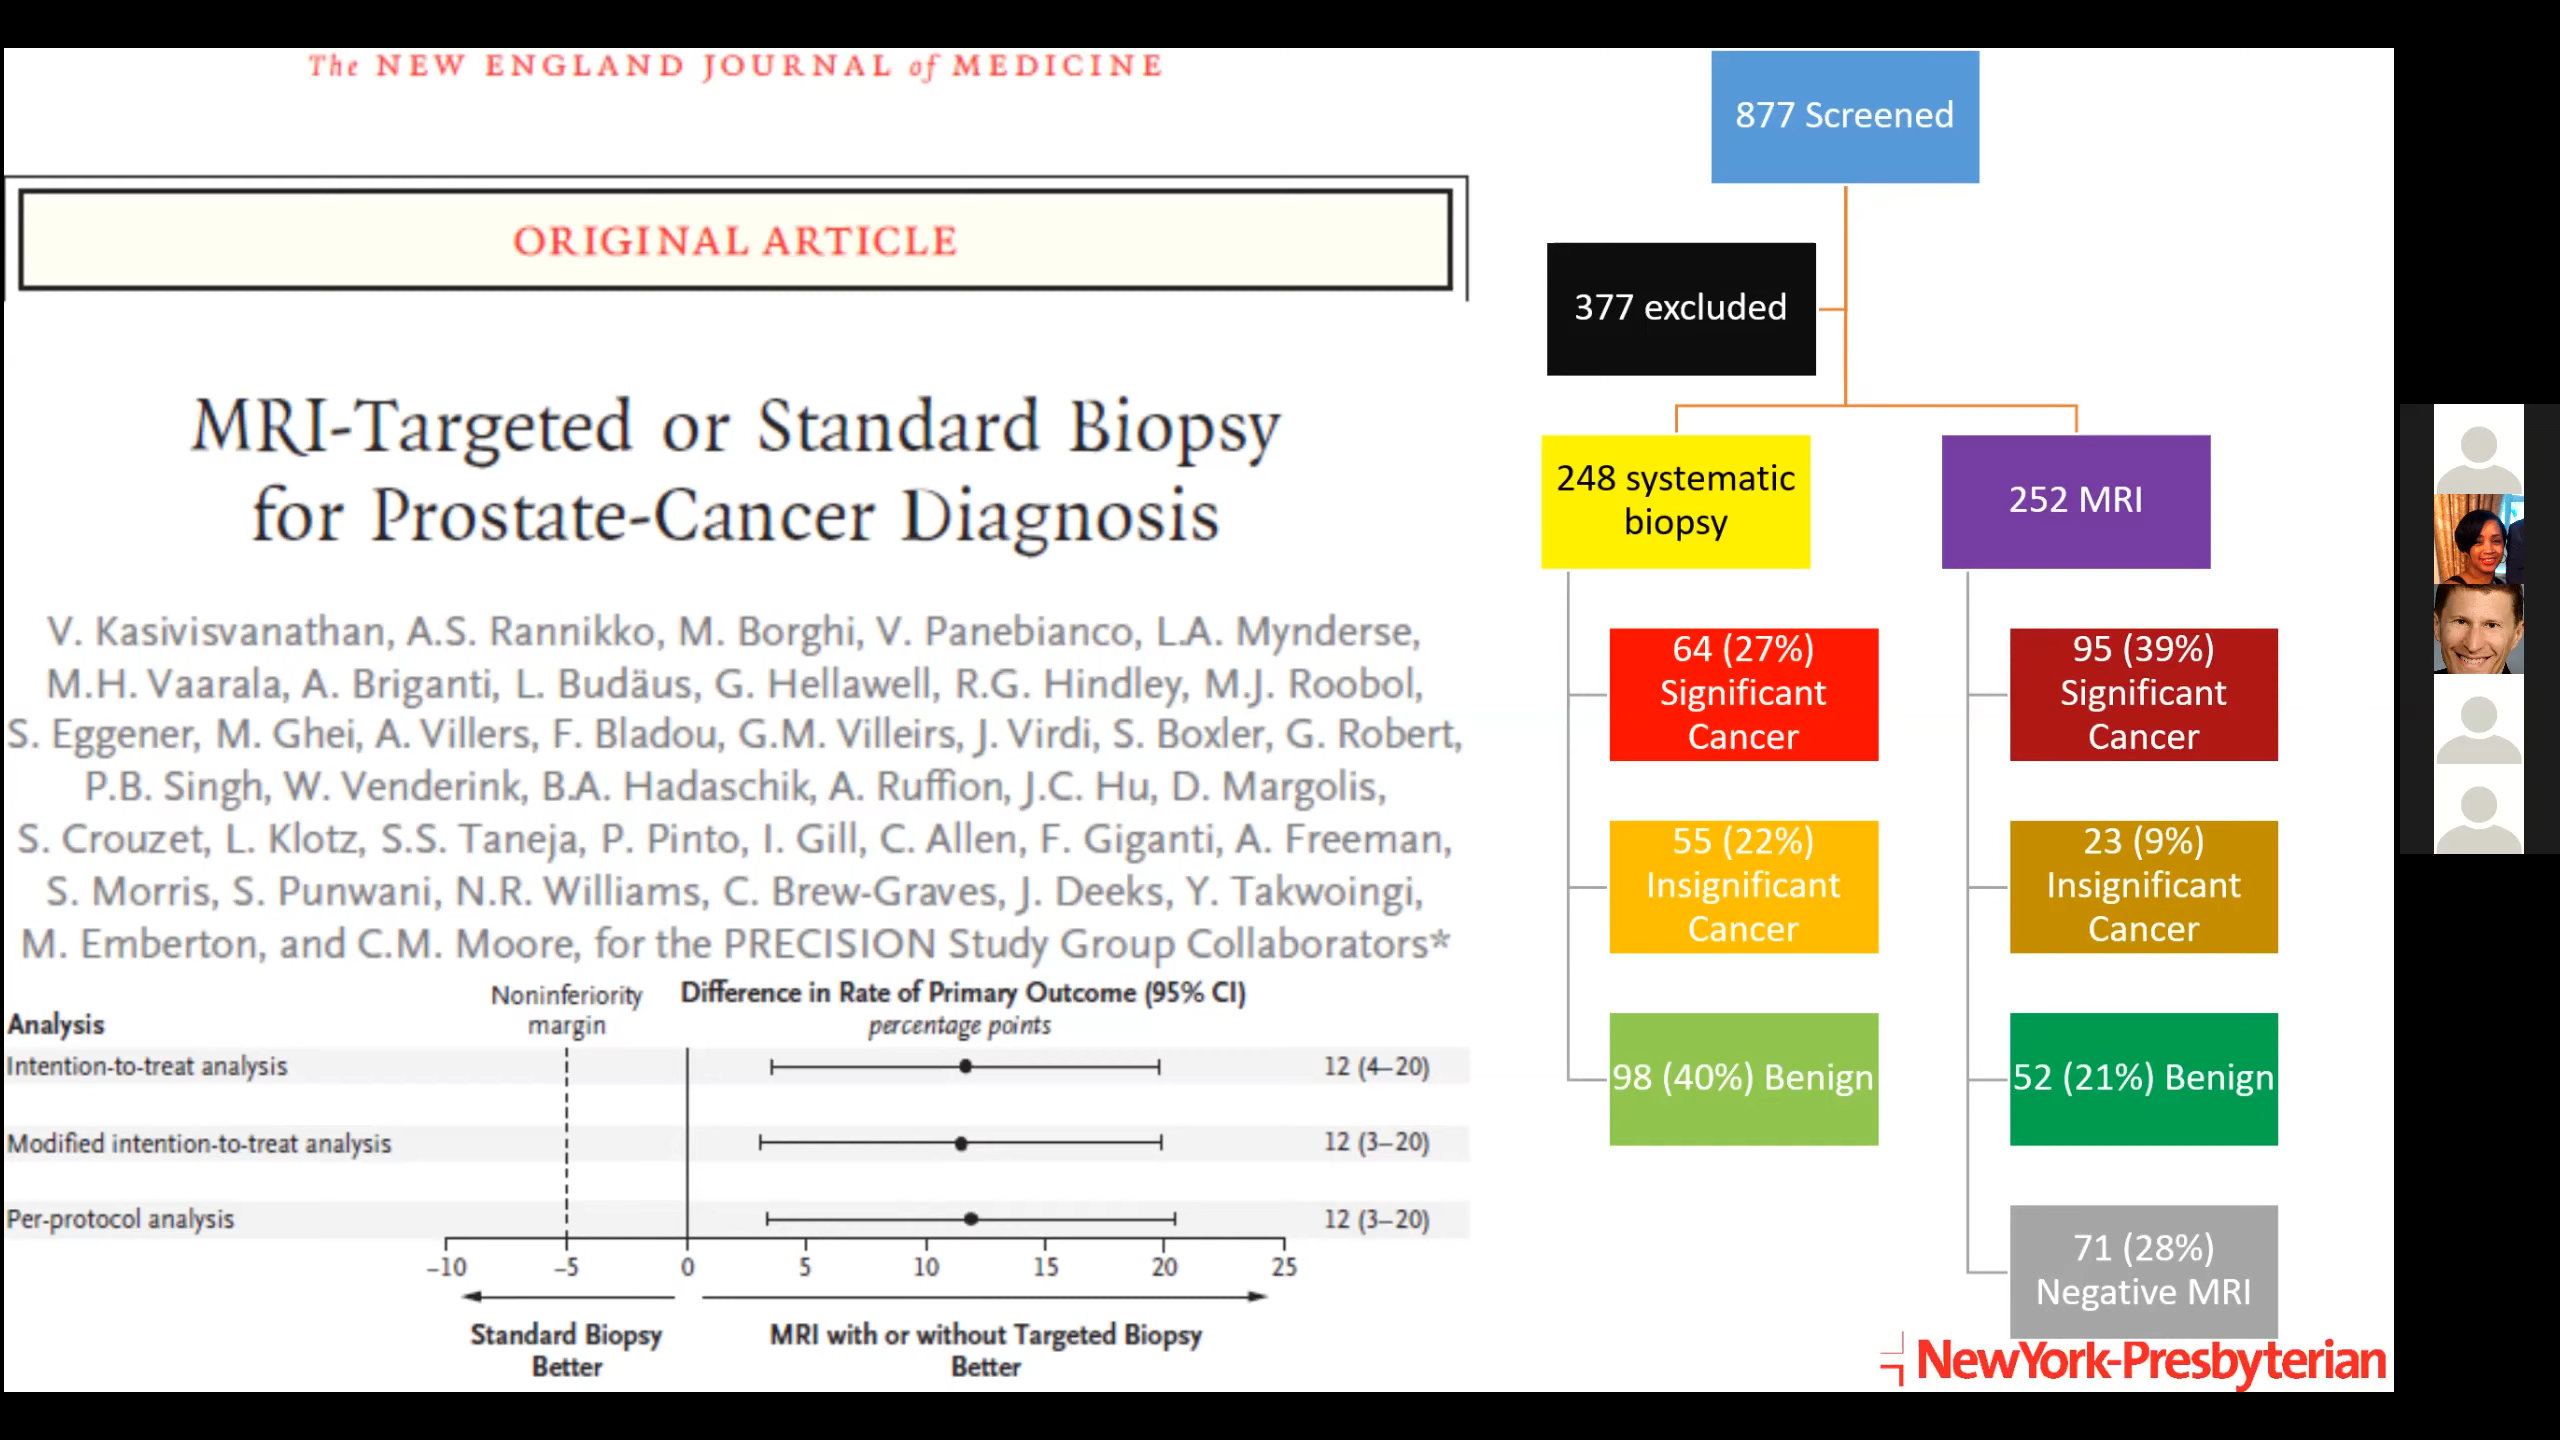 The NEW ENGLAND JOURNAL of MEDICINE
ORIGINAL ARTICLE
MRI-Targeted or Standard Biopsy
for Prostate-Cancer Diagnosis
V. Kasivisvanathan, A.S. Rannikko, M. Borghi, V. Panebianco, L.A. Mynderse,
M.H. Vaarala, A. Briganti, L. Budäus, G. Hellawell, R.G. Hindley, M.J. Roobol,
S. Eggener, M. Ghei, A. Villers, F. Bladou, G.M. Villeirs, J. Virdi, S. Boxler, G. Robert,
P.B. Singh, W. Venderink, B.A. Hadaschik, A. Ruffion, J.C. Hu, D. Margolis,
S. Crouzet, L. Klotz, S.S. Taneja, P. Pinto, I. Gill, C. Allen, F. Giganti, A. Freeman,
S. Morris, S. Punwani, N.R. Williams, C. Brew-Graves, J. Deeks, Y. Takwoingi,
M. Emberton, and C.M. Moore, for the PRECISION Study Group Collaborators*
Analysis
Noninferiority
margin
Difference in Rate of Primary Outcome (95% CI)
percentage points
Intention-to-treat analysis
12 (4–20)
Modified intention-to-treat analysis
12 (3–20)
Per-protocol analysis
12 (3–20)
−10 −5 0 5 10 15 20 25
Standard Biopsy
Better
MRI with or without Targeted Biopsy
Better
877 Screened
377 excluded
248 systematic
biopsy
252 MRI
64 (27%)
Significant
Cancer
95 (39%)
Significant
Cancer
55 (22%)
Insignificant
Cancer
23 (9%)
Insignificant
Cancer
98 (40%) Benign
52 (21%) Benign
71 (28%)
Negative MRI
NewYork-Presbyterian